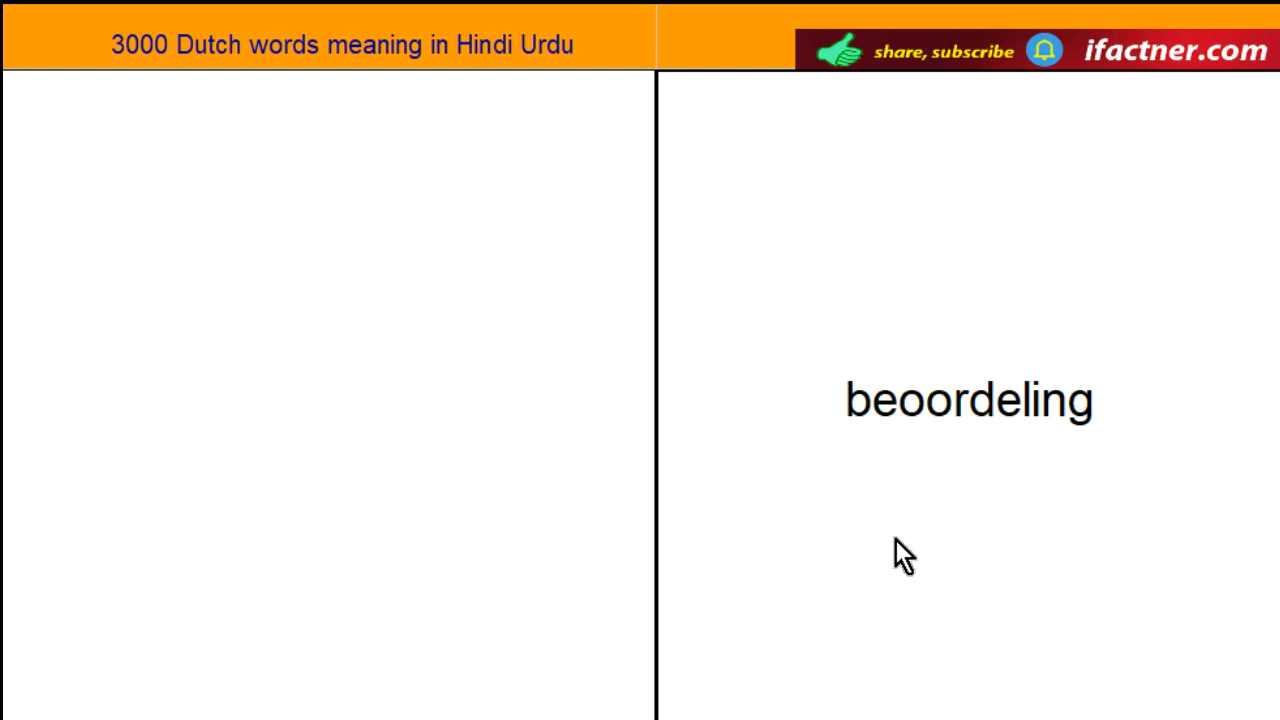 3000 Dutch words meaning in Hindi Urdu
share, subscribe
ifactner.com
beoordeling